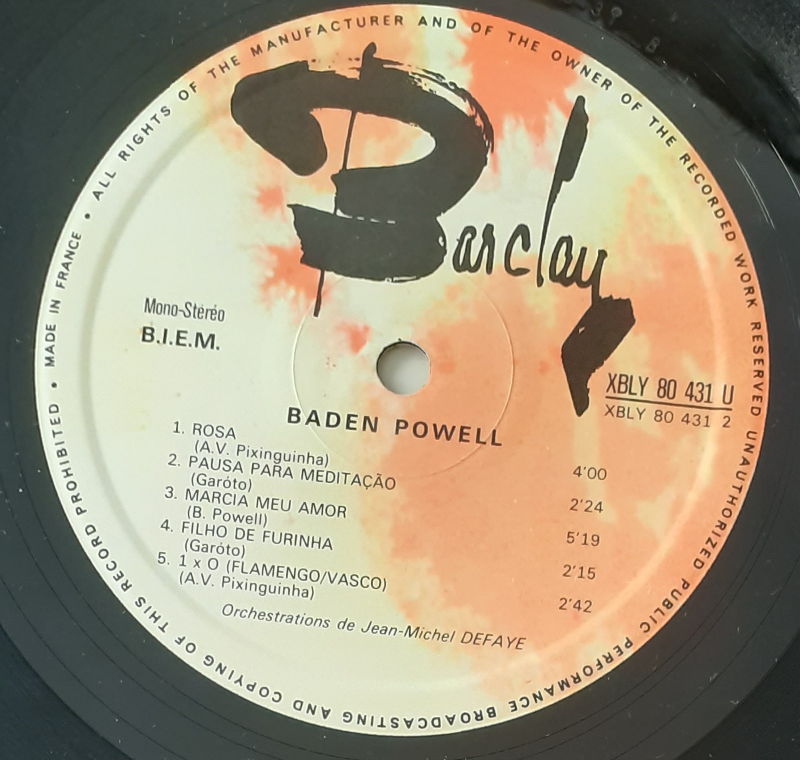 ALL RIGHTS OF THE MANUFACTURER AND OF THE OWNER OF THE RECORDED WORK RESERVED UNAUTHORIZED PUBLIC PERFORMANCE BROADCASTING AND COPYING OF THIS RECORD PROHIBITED • MADE IN FRANCE •
Barclay
Mono-Stéréo
B.I.E.M.
XBLY 80 431 U
XBLY 80 431 2
BADEN POWELL
1. ROSA
(A.V. Pixinguinha) 4'00
2. PAUSA PARA MEDITAÇÃO
(Garóto) 2'24
3. MARCIA MEU AMOR
(B. Powell) 5'19
4. FILHO DE FURINHA
(Garóto) 2'15
5. 1 x O (FLAMENGO/VASCO)
(A.V. Pixinguinha) 2'42
Orchestrations de Jean-Michel DEFAYE